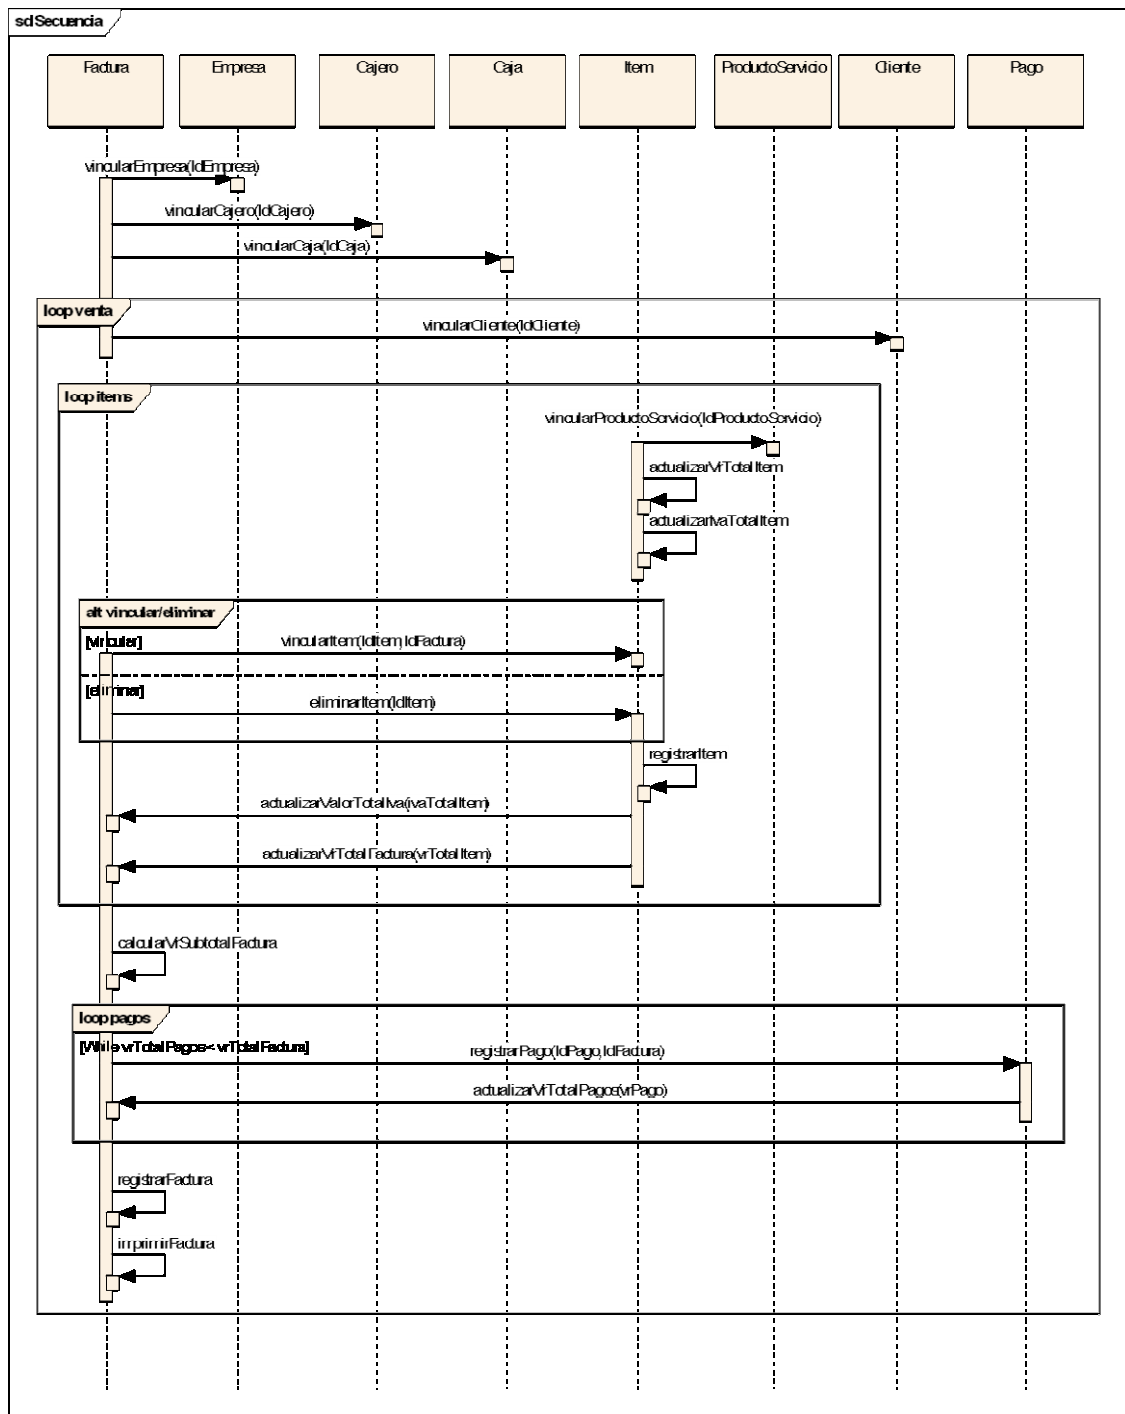 sd Secuencia
Factura
Empresa
Cajero
Caja
Item
ProductoServicio
Cliente
Pago
vincularEmpresa(IdEmpresa)
vincularCajero(IdCajero)
vincularCaja(IdCaja)
loop venta
vincularCliente(IdCliente)
loop items
vincularProductoServicio(IdProductoServicio)
actualizarVrTotalItem
actualizarIvaTotalItem
alt vincular/eliminar
[vincular]
vincularItem(IdItem,IdFactura)
[eliminar]
eliminarItem(IdItem)
registrarItem
actualizarValorTotalIva(ivaTotalItem)
actualizarVrTotalFactura(vrTotalItem)
calcularVrSubtotalFactura
loop pagos
[While vrTotalPagos< vrTotalFactura]
registrarPago(IdPago,IdFactura)
actualizarVrTotalPagos(vrPago)
registrarFactura
imprimirFactura